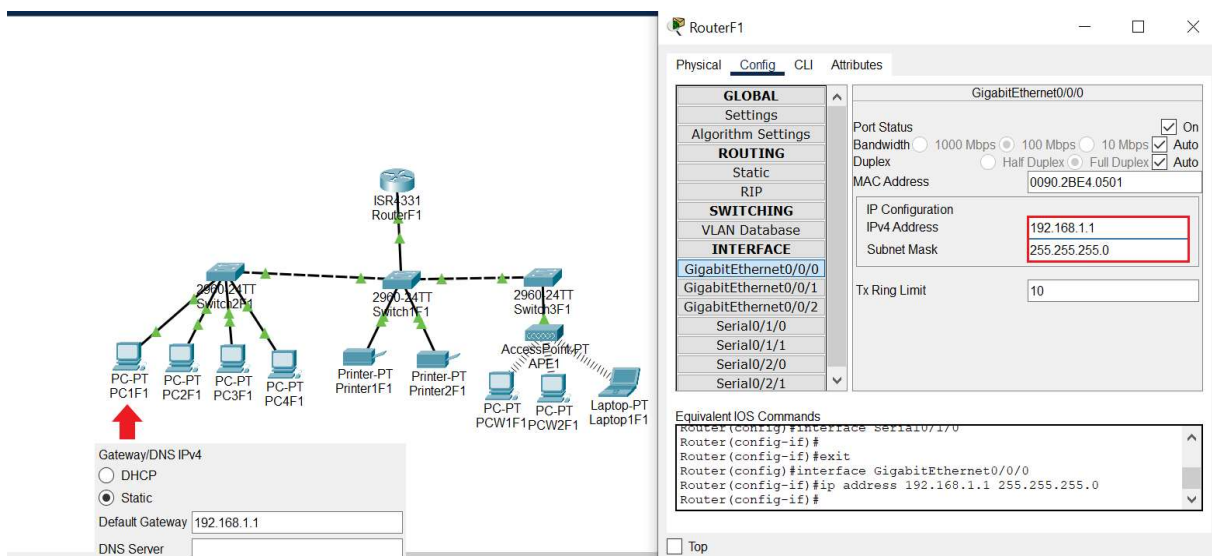 ISR4331
RouterF1
2960-24TT
Switch2F1
2960-24TT
Switch1F1
2960-24TT
Switch3F1
AccessPoint-PT
APE1
PC-PT
PC1F1
PC-PT
PC2F1
PC-PT
PC3F1
PC-PT
PC4F1
Printer-PT
Printer1F1
Printer-PT
Printer2F1
PC-PT
PCW1F1
PC-PT
PCW2F1
Laptop-PT
Laptop1F1
Gateway/DNS IPv4
DHCP
Static
Default Gateway 192.168.1.1
DNS Server
RouterF1
Physical Config CLI Attributes
GLOBAL
Settings
Algorithm Settings
ROUTING
Static
RIP
SWITCHING
VLAN Database
INTERFACE
GigabitEthernet0/0/0
GigabitEthernet0/0/1
GigabitEthernet0/0/2
Serial0/1/0
Serial0/1/1
Serial0/2/0
Serial0/2/1
GigabitEthernet0/0/0
Port Status On
Bandwidth 1000 Mbps 100 Mbps 10 Mbps Auto
Duplex Half Duplex Full Duplex Auto
MAC Address 0090.2BE4.0501
IP Configuration
IPv4 Address 192.168.1.1
Subnet Mask 255.255.255.0
Tx Ring Limit 10
Equivalent IOS Commands
Router(config)#interface Serial0/1/0
Router(config-if)#
Router(config-if)#exit
Router(config)#interface GigabitEthernet0/0/0
Router(config-if)#ip address 192.168.1.1 255.255.255.0
Router(config-if)#
Top